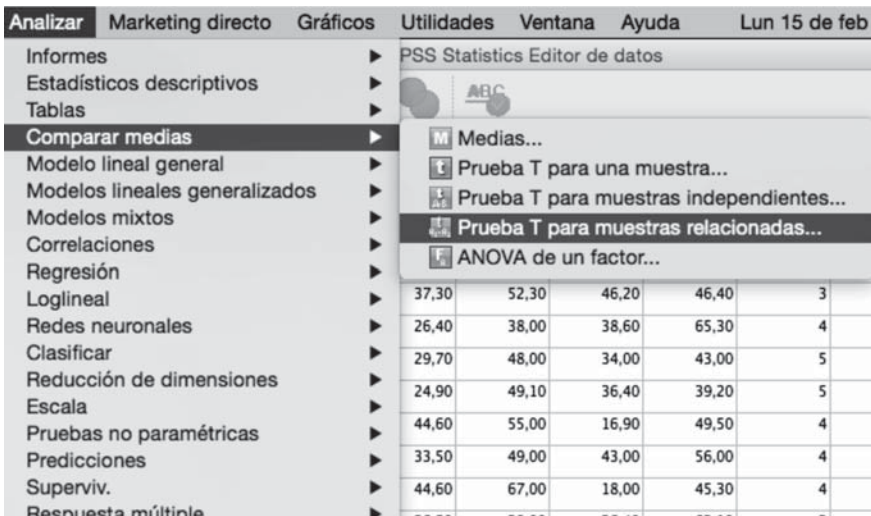 Analizar Marketing directo Gráficos Utilidades Ventana Ayuda Lun 15 de feb
PSS Statistics Editor de datos
Informes
Estadísticos descriptivos
Tablas
Comparar medias
Modelo lineal general
Modelos lineales generalizados
Modelos mixtos
Correlaciones
Regresión
Loglineal
Redes neuronales
Clasificar
Reducción de dimensiones
Escala
Pruebas no paramétricas
Predicciones
Superviv.
Respuesta múltiple
ABC
Medias...
Prueba T para una muestra...
Prueba T para muestras independientes...
Prueba T para muestras relacionadas...
ANOVA de un factor...
37,30 52,30 46,20 46,40 3
26,40 38,00 38,60 65,30 4
29,70 48,00 34,00 43,00 5
24,90 49,10 36,40 39,20 5
44,60 55,00 16,90 49,50 4
33,50 49,00 43,00 56,00 4
44,60 67,00 18,00 45,30 4